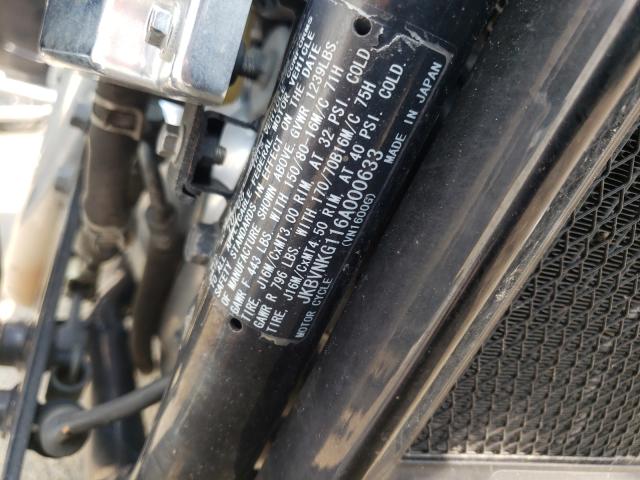 VEHICLE
FEDERAL MOTOR
SAFETY STANDARDS IN EFFECT ON THE DATE
OF MANUFACTURE SHOWN ABOVE. GVWR 1239LBS.
GAWR F 443 LBS. WITH 150/80-16M/C 71H
TIRE, J16M/CxMT3.00 RIM, AT 32 PSI. COLD
GAWR R 796 LBS. WITH 170/70B16M/C 75H
TIRE, J16M/CxMT4.50 RIM, AT 40 PSI. COLD.
JKBVNKG116A000633
MOTOR CYCLE (VN1600G) MADE IN JAPAN